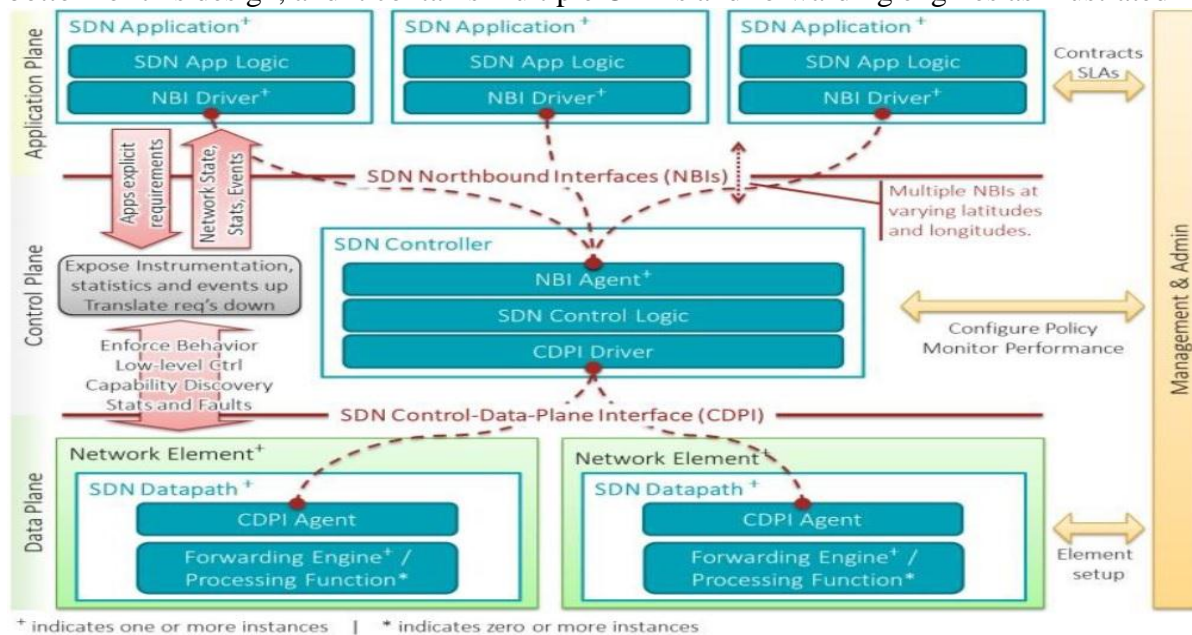 SDN Application+
SDN Application+
SDN Application+
SDN App Logic
SDN App Logic
SDN App Logic
NBI Driver+
NBI Driver+
NBI Driver+
Contracts
SLAs
Application Plane
Apps explicit
requirements
Network State,
Stats, Events
SDN Northbound Interfaces (NBIs)
Multiple NBIs at
varying latitudes
and longitudes.
Control Plane
SDN Controller
NBI Agent+
SDN Control Logic
CDPI Driver
Expose Instrumentation,
statistics and events up
Translate req's down
Enforce Behavior
Low-level Ctrl
Capability Discovery
Stats and Faults
Configure Policy
Monitor Performance
Management & Admin
SDN Control-Data-Plane Interface (CDPI)
Data Plane
Network Element+
SDN Datapath+
CDPI Agent
Forwarding Engine+ /
Processing Function*
Network Element+
SDN Datapath+
CDPI Agent
Forwarding Engine+ /
Processing Function*
Element
setup
+ indicates one or more instances | * indicates zero or more instances